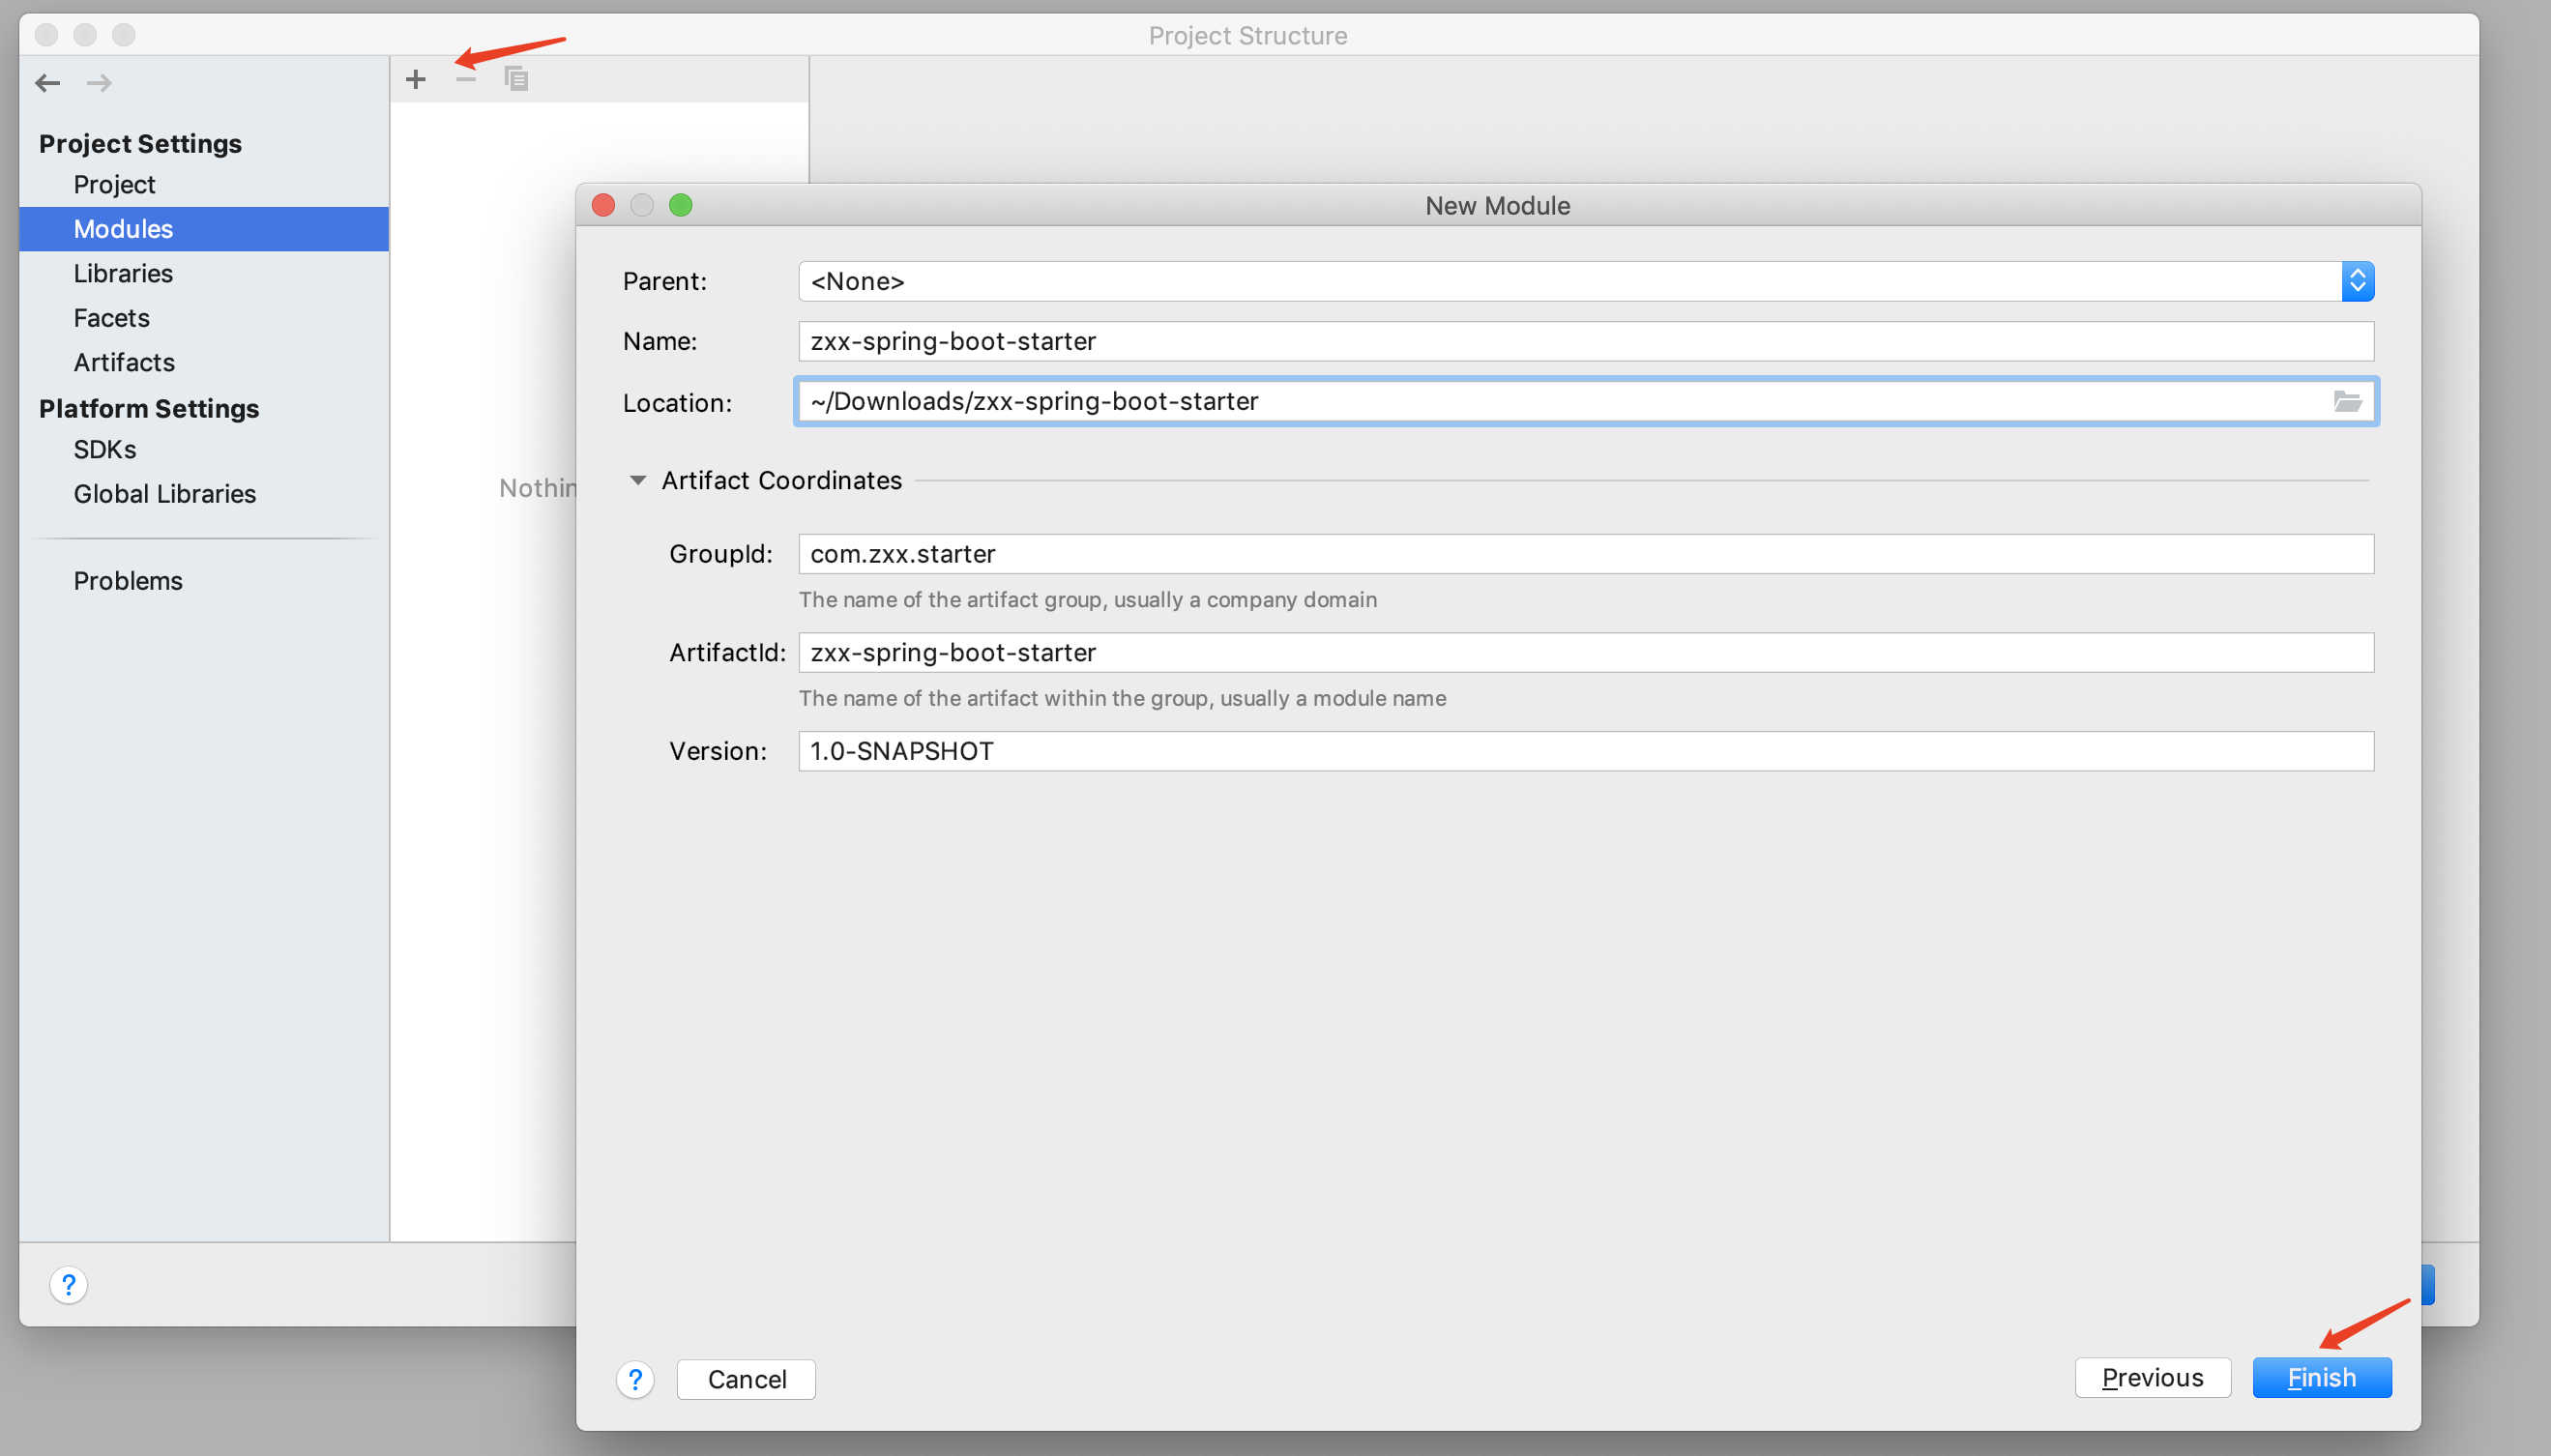 Project Structure
Project Settings
Project
Modules
Libraries
Facets
Artifacts
Platform Settings
SDKs
Global Libraries
Problems
Nothin
?
New Module
Parent: <None>
Name: zxx-spring-boot-starter
Location: ~/Downloads/zxx-spring-boot-starter
Artifact Coordinates
GroupId: com.zxx.starter
The name of the artifact group, usually a company domain
ArtifactId: zxx-spring-boot-starter
The name of the artifact within the group, usually a module name
Version: 1.0-SNAPSHOT
? Cancel Previous Finish